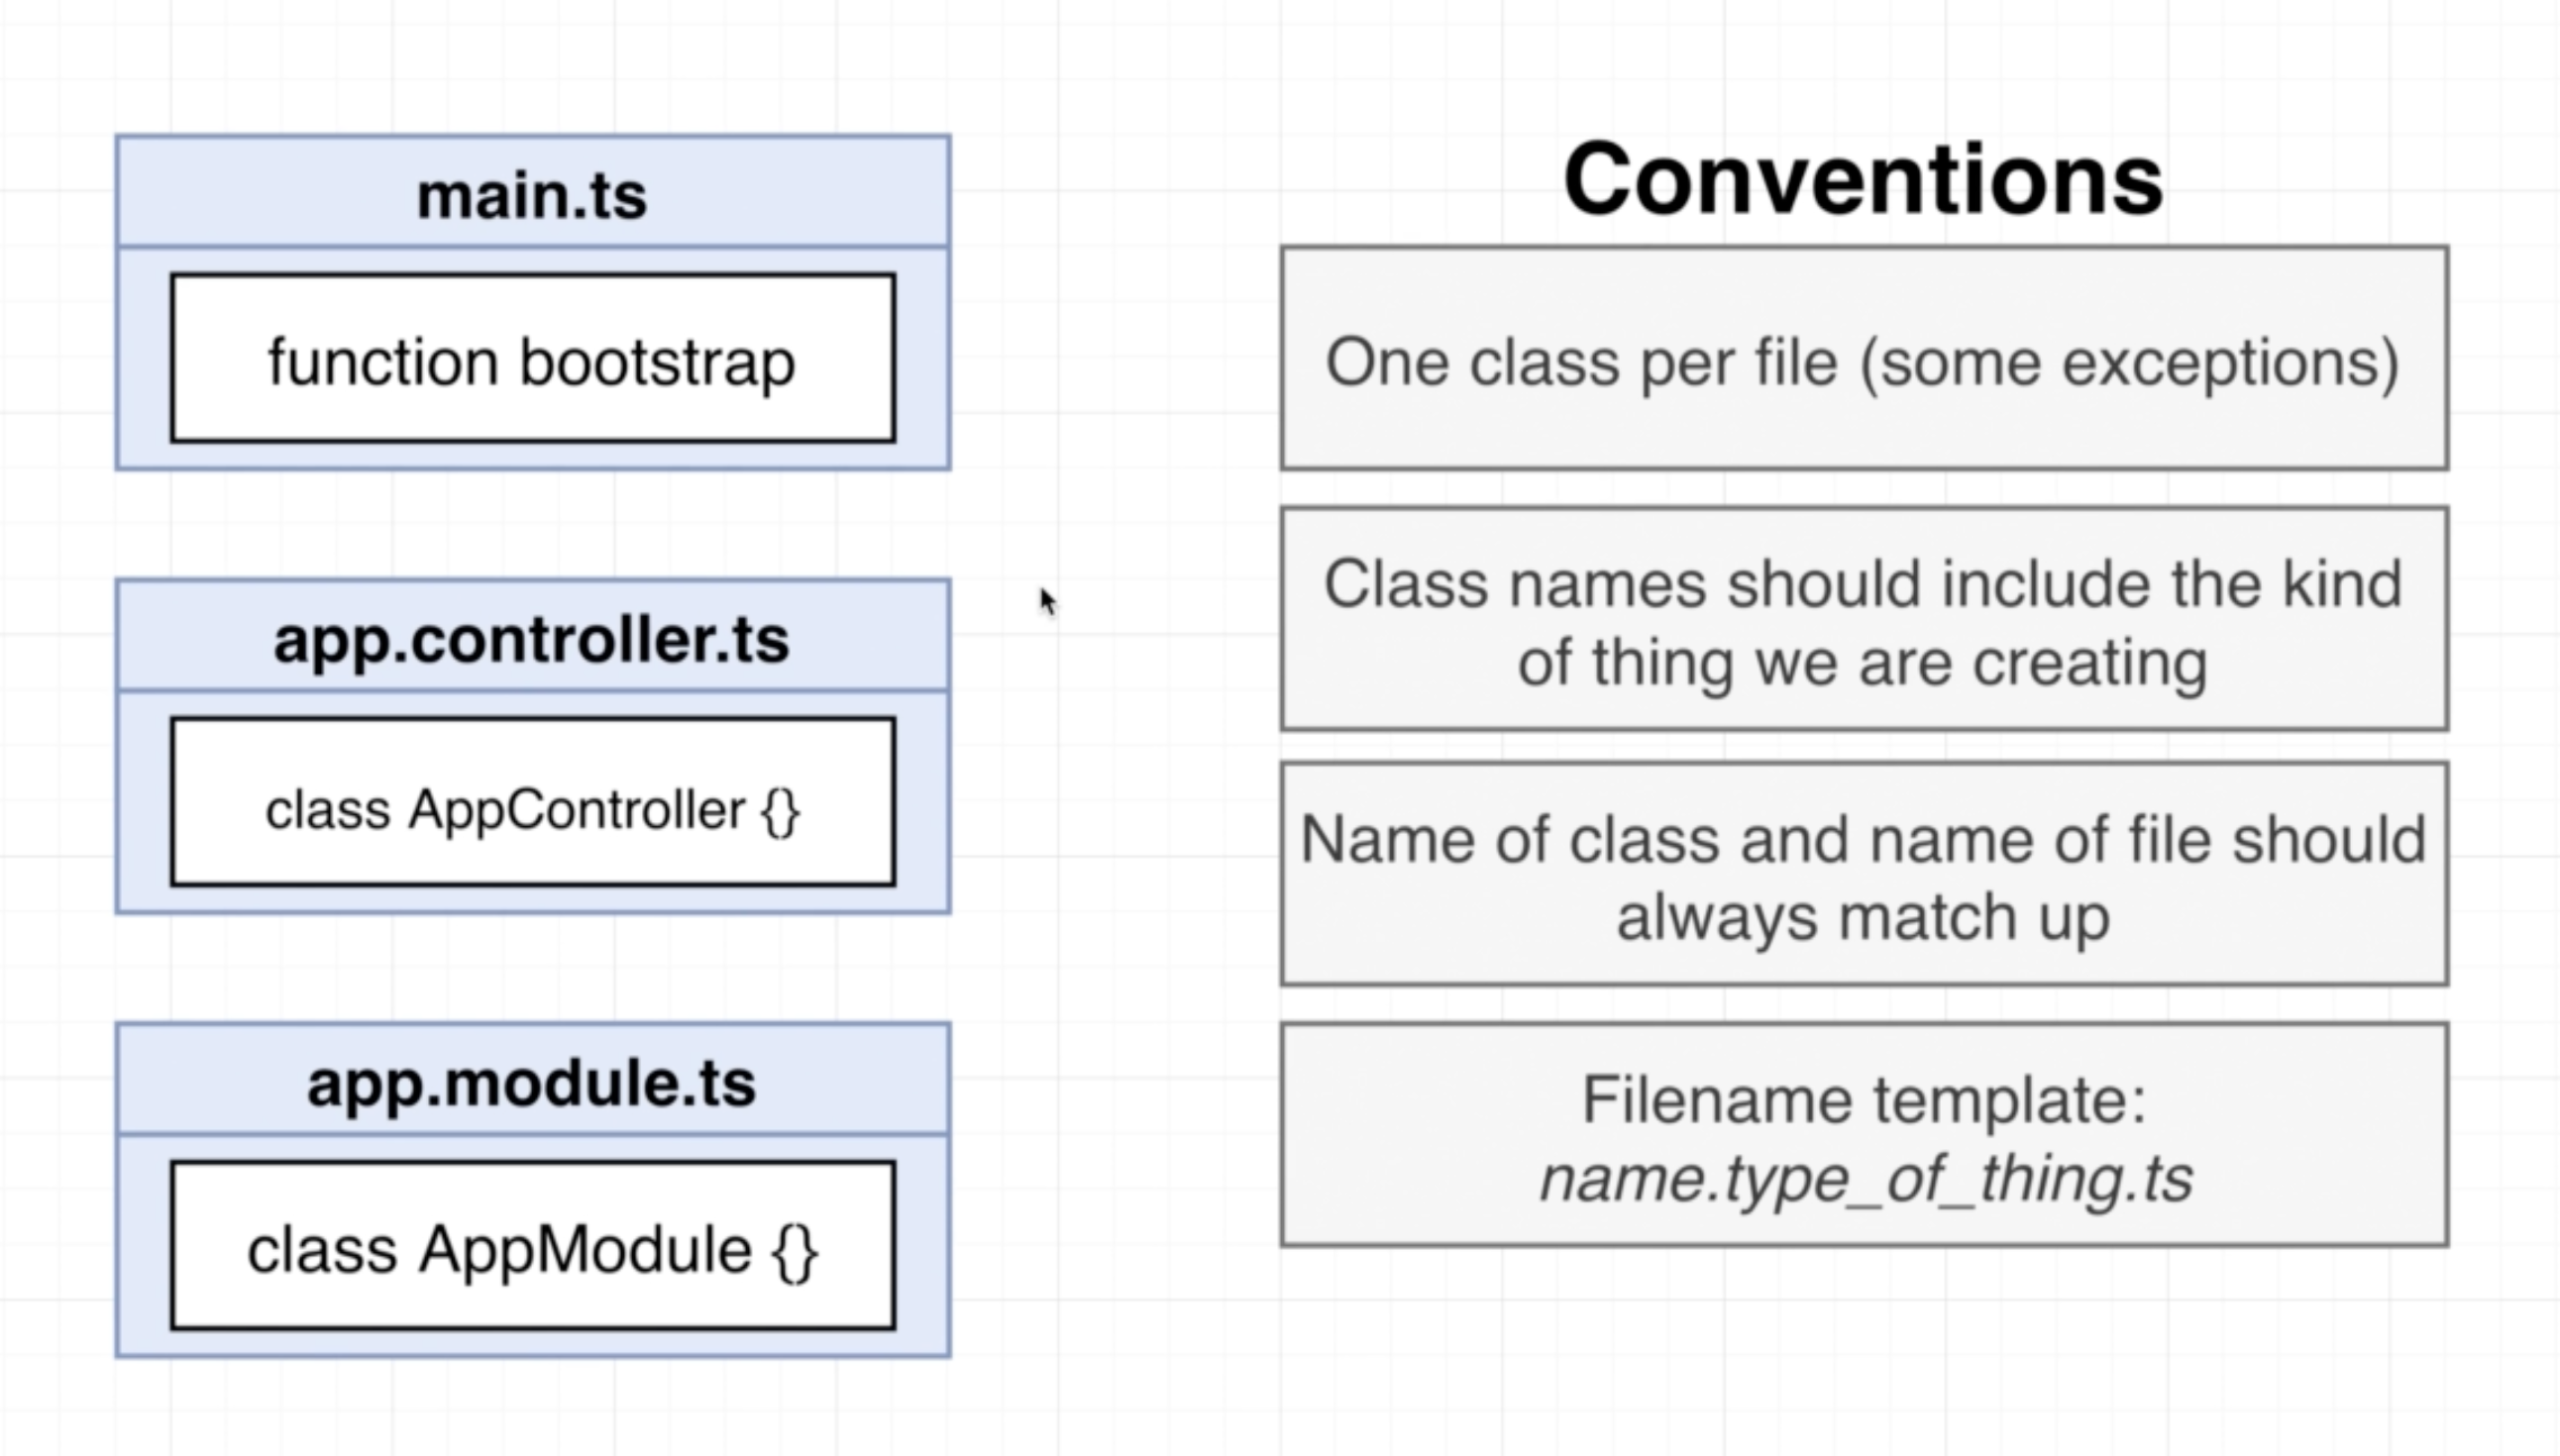 main.ts
function bootstrap
app.controller.ts
class AppController {}
app.module.ts
class AppModule {}
Conventions
One class per file (some exceptions)
Class names should include the kind
of thing we are creating
Name of class and name of file should
always match up
Filename template:
name.type_of_thing.ts